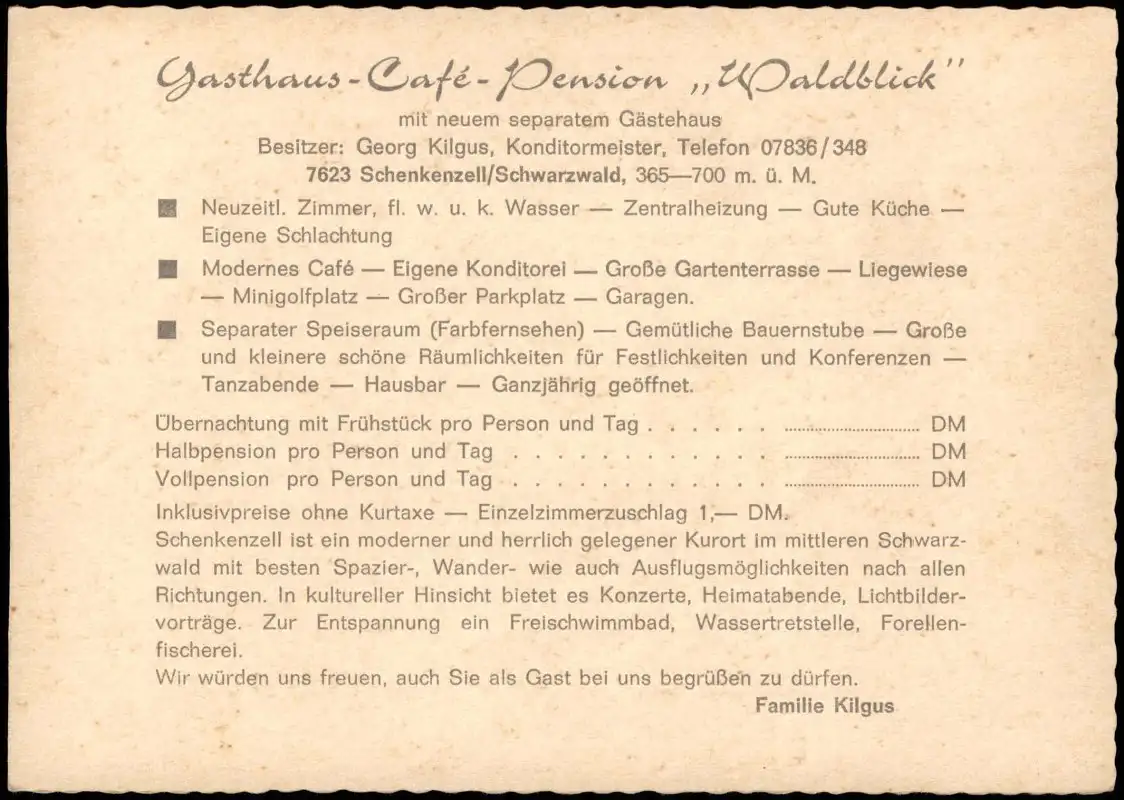 Gasthaus-Café-Pension „Waldblick"
mit neuem separatem Gästehaus
Besitzer: Georg Kilgus, Konditormeister, Telefon 07836/348
7623 Schenkenzell/Schwarzwald, 365—700 m. ü. M.
■ Neuzeitl. Zimmer, fl. w. u. k. Wasser — Zentralheizung — Gute Küche —
Eigene Schlachtung
■ Modernes Café — Eigene Konditorei — Große Gartenterrasse — Liegewiese
— Minigolfplatz — Großer Parkplatz — Garagen.
■ Separater Speiseraum (Farbfernsehen) — Gemütliche Bauernstube — Große
und kleinere schöne Räumlichkeiten für Festlichkeiten und Konferenzen —
Tanzabende — Hausbar — Ganzjährig geöffnet.
Übernachtung mit Frühstück pro Person und Tag . . . . . . ................................ DM
Halbpension pro Person und Tag . . . . . . . . . . . . ................................ DM
Vollpension pro Person und Tag . . . . . . . . . . . . ................................ DM
Inklusivpreise ohne Kurtaxe — Einzelzimmerzuschlag 1,— DM.
Schenkenzell ist ein moderner und herrlich gelegener Kurort im mittleren Schwarz-
wald mit besten Spazier-, Wander- wie auch Ausflugsmöglichkeiten nach allen
Richtungen. In kultureller Hinsicht bietet es Konzerte, Heimatabende, Lichtbilder-
vorträge. Zur Entspannung ein Freischwimmbad, Wassertretstelle, Forellen-
fischerei.
Wir würden uns freuen, auch Sie als Gast bei uns begrüßen zu dürfen.
Familie Kilgus